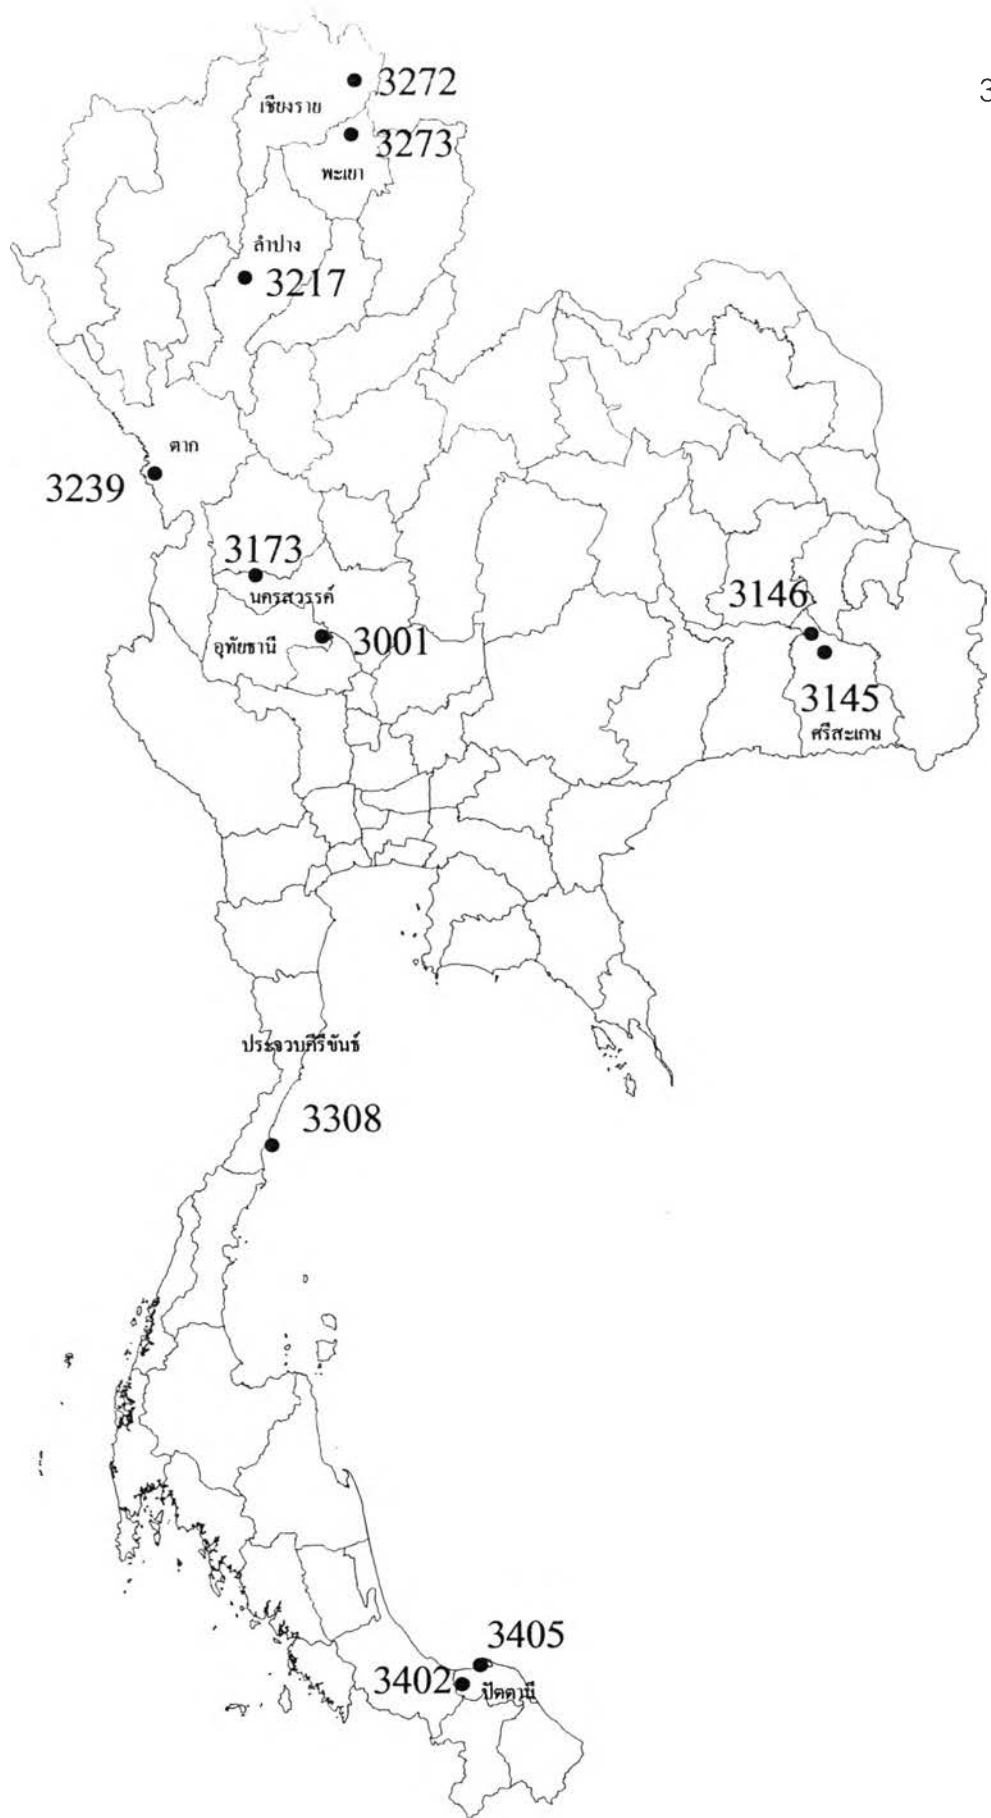 3272
3
เชียงราย
3273
พะเยา
ลำปาง
3217
ตาก
3239
3173
นครสวรรค์
3146
อุทัยธานี
3001
3145
ศรีสะเกษ
ประจวบคีรีขันธ์
3308
3405
3402
ปัตตานี